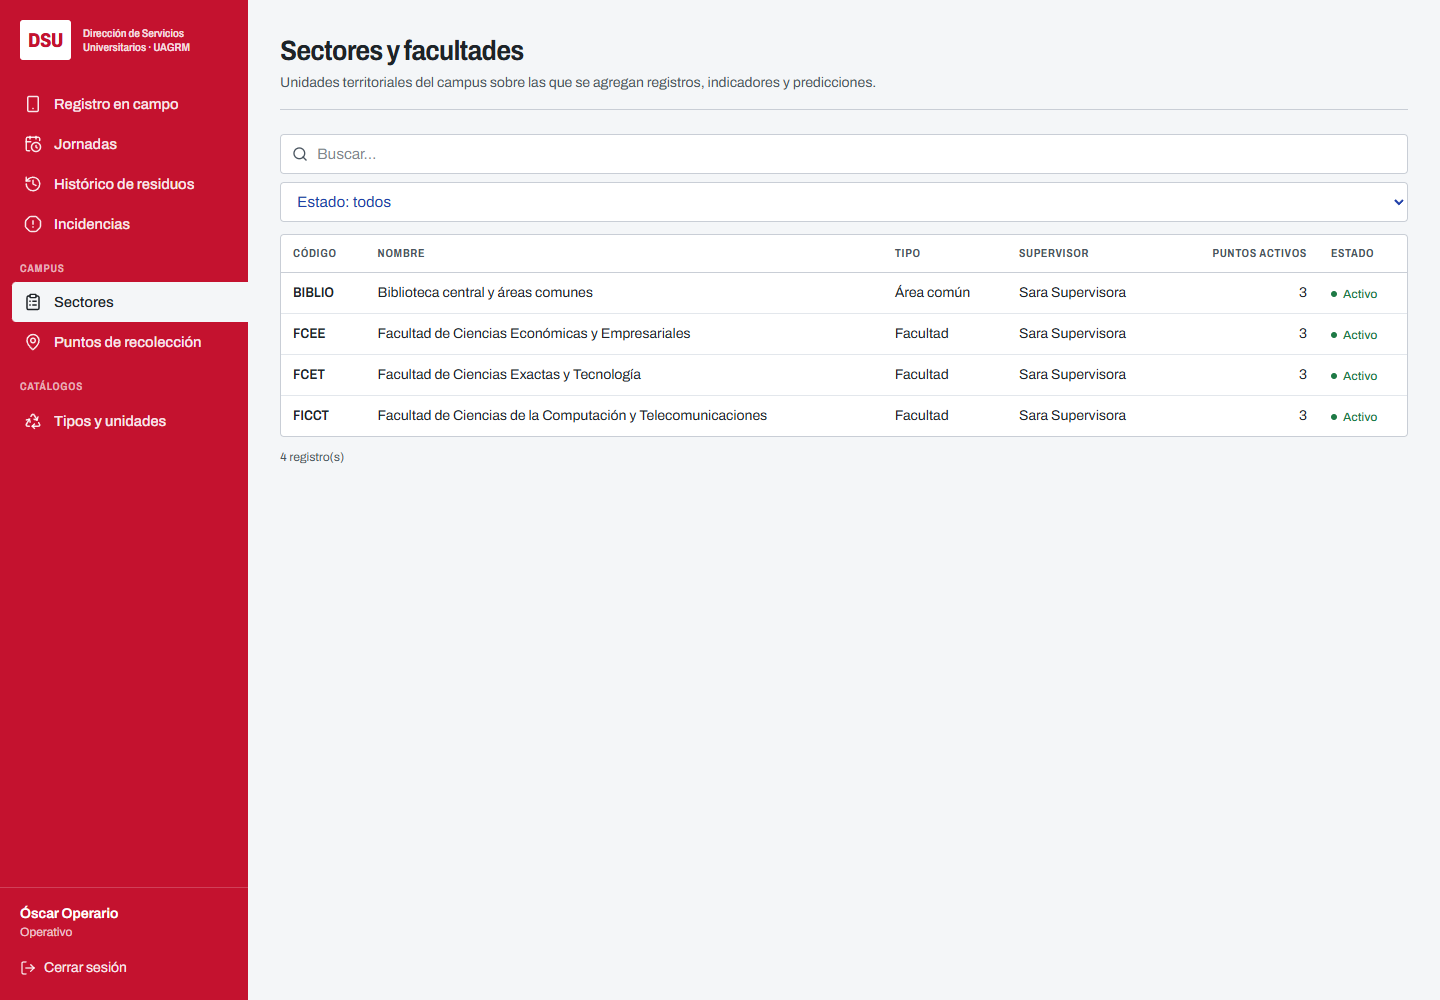 DSU
Dirección de Servicios
Universitarios · UAGRM
Registro en campo
Jornadas
Histórico de residuos
Incidencias
CAMPUS
Sectores
Puntos de recolección
CATÁLOGOS
Tipos y unidades
Óscar Operario
Operativo
Cerrar sesión
Sectores y facultades
Unidades territoriales del campus sobre las que se agregan registros, indicadores y predicciones.
Buscar...
Estado: todos
CÓDIGO NOMBRE TIPO SUPERVISOR PUNTOS ACTIVOS ESTADO
BIBLIO Biblioteca central y áreas comunes Área común Sara Supervisora 3 Activo
FCEE Facultad de Ciencias Económicas y Empresariales Facultad Sara Supervisora 3 Activo
FCET Facultad de Ciencias Exactas y Tecnología Facultad Sara Supervisora 3 Activo
FICCT Facultad de Ciencias de la Computación y Telecomunicaciones Facultad Sara Supervisora 3 Activo
4 registro(s)